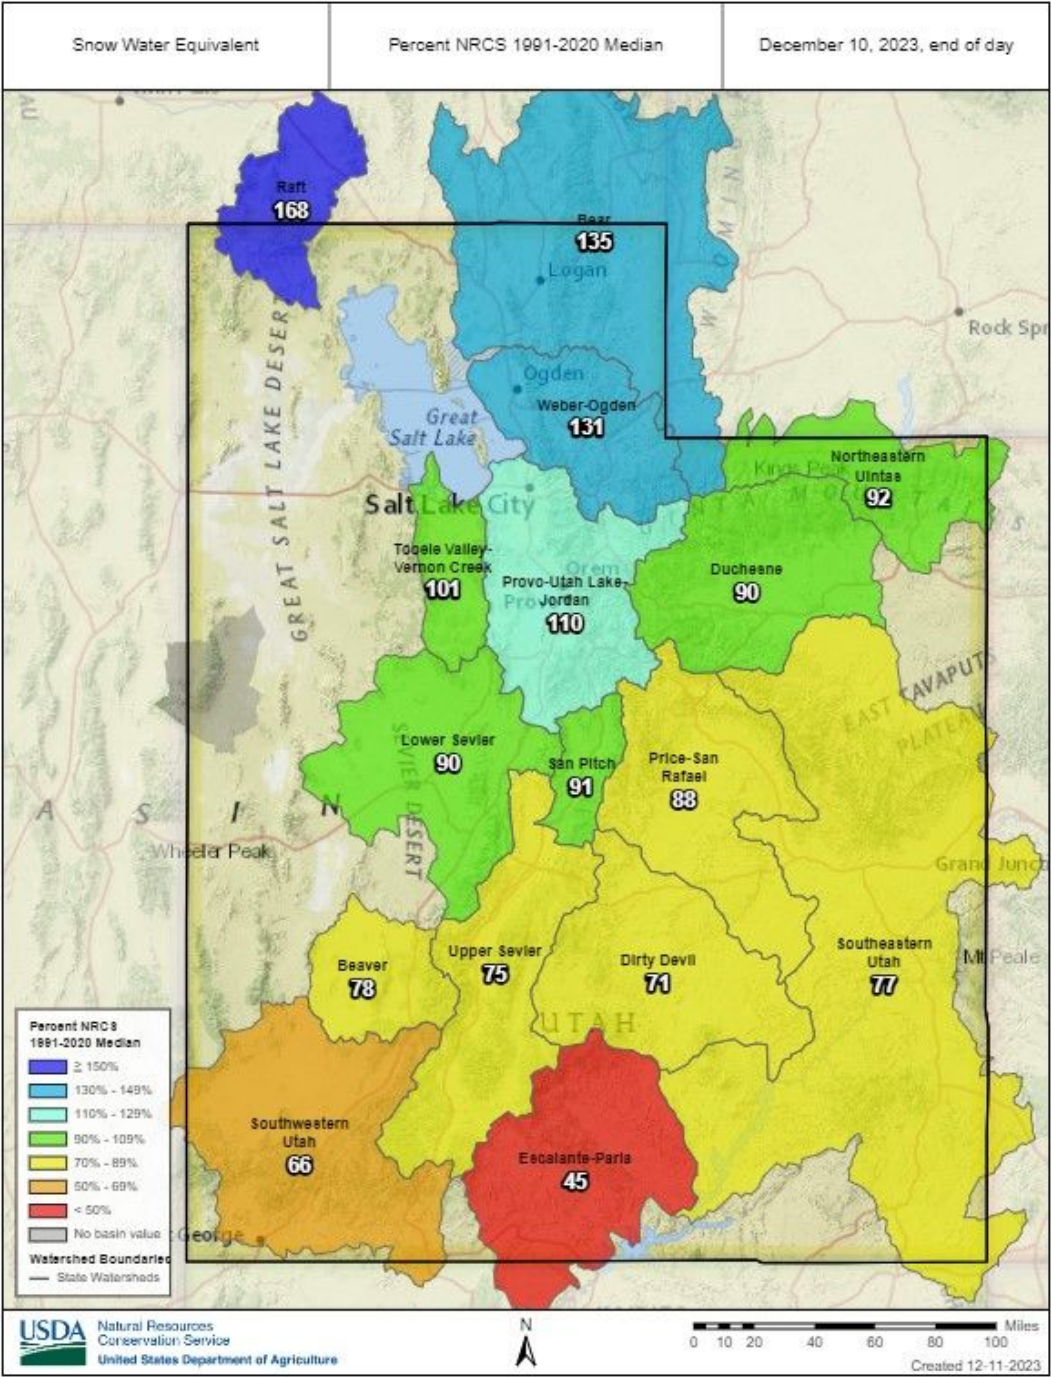 Snow Water Equivalent
Percent NRCS 1991-2020 Median
December 10, 2023, end of day
Raft
168
Bear
135
Logan
Rock Spr
GREAT SALT LAKE DESERT
Ogden
Weber-Ogden
131
Great
Salt Lake
Kings Peak
Northeastern
Uintas
92
Salt Lake City
Tooele Valley-
Vernon Creek
101
Orem
Provo-Utah Lake-
Jordan
110
Duchesne
90
EAST TAVAPUTS
PLATEAU
Lower Sevier
90
SEVIER DESERT
San Pitch
91
Price-San
Rafael
88
A S I N
Wheeler Peak
Grand Junc
Beaver
78
Upper Sevier
75
Dirty Devil
71
Southeastern
Utah
77
Mt Peale
UTAH
Southwestern
Utah
66
Escalante-Paria
45
George
Percent NRCS
1991-2020 Median
≥ 150%
130% - 149%
110% - 129%
90% - 109%
70% - 89%
50% - 69%
< 50%
No basin value
Watershed Boundaries
State Watersheds
USDA
Natural Resources
Conservation Service
United States Department of Agriculture
N
Miles
0 10 20 40 60 80 100
Created 12-11-2023